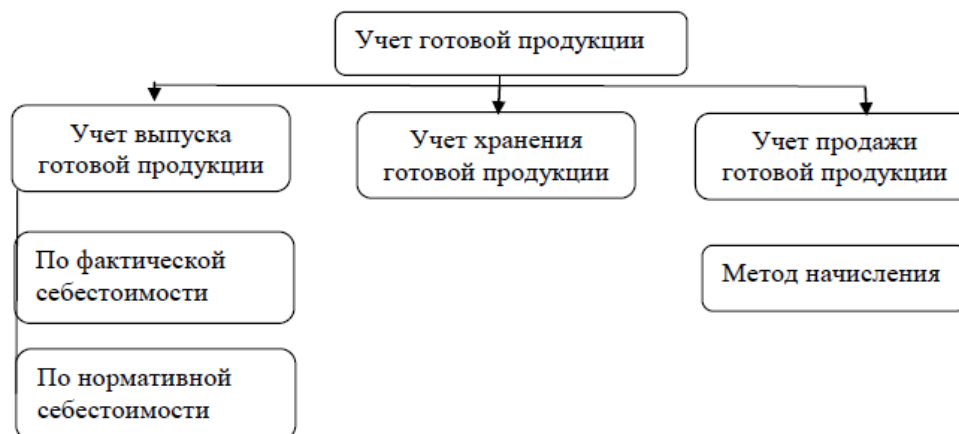 Учет готовой продукции
Учет выпуска
готовой продукции
Учет хранения
готовой продукции
Учет продажи
готовой продукции
По фактической
себестоимости
Метод начисления
По нормативной
себестоимости